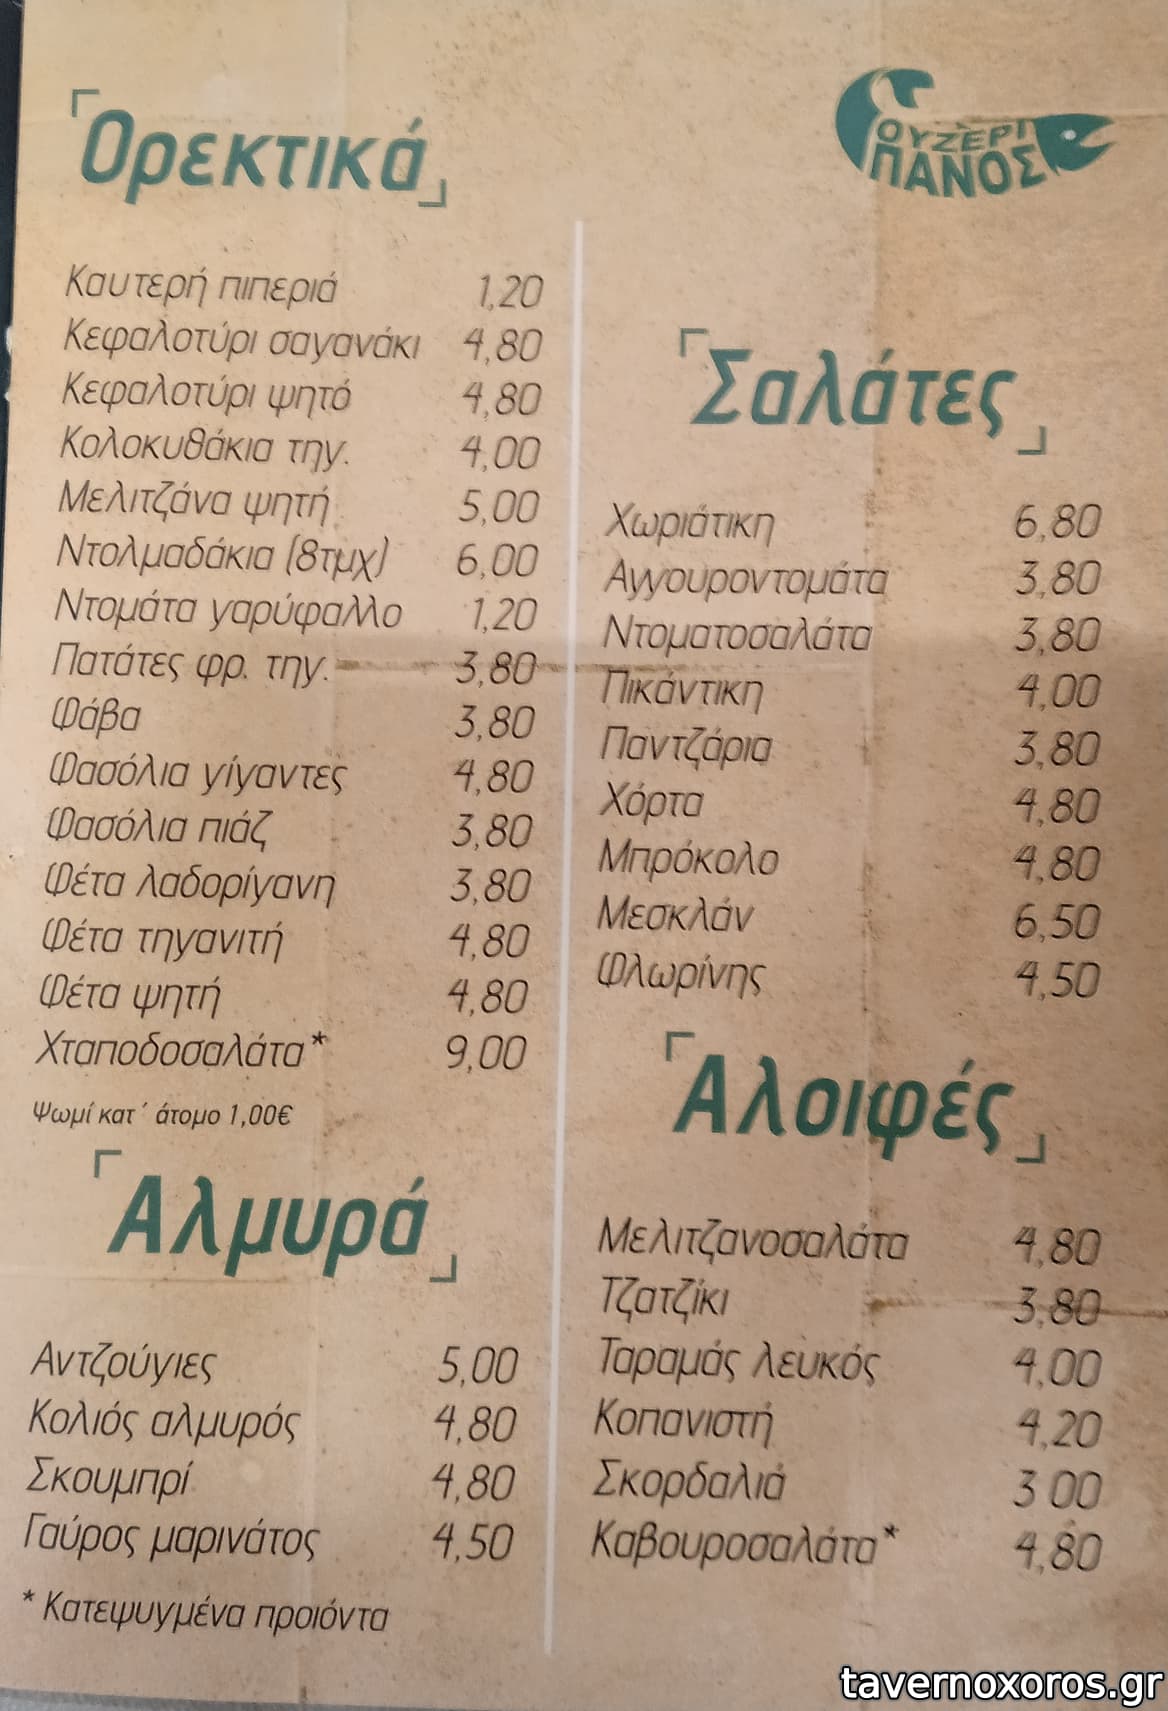 Ορεκτικά
Καυτερή πιπεριά 1,20
Κεφαλοτύρι σαγανάκι 4,80
Κεφαλοτύρι ψητό 4,80
Κολοκυθάκια τηγ. 4,00
Μελιτζάνα ψητή 5,00
Ντολμαδάκια (8τμχ) 6,00
Ντομάτα γαρύφαλλο 1,20
Πατάτες φρ. τηγ. 3,80
Φάβα 3,80
Φασόλια γίγαντες 4,80
Φασόλια πιάζ 3,80
Φέτα λαδορίγανη 3,80
Φέτα τηγανιτή 4,80
Φέτα ψητή 4,80
Χταποδοσαλάτα* 9,00
Ψωμί κατ΄ άτομο 1,00€
Αλμυρά
Αντζούγιες 5,00
Κολιός αλμυρός 4,80
Σκουμπρί 4,80
Γαύρος μαρινάτος 4,50
* Κατεψυγμένα προιόντα
ΟΥΖΕΡΙ
ΠΑΝΟΣ
Σαλάτες
Χωριάτικη 6,80
Αγγουροντομάτα 3,80
Ντοματοσαλάτα 3,80
Πικάντικη 4,00
Παντζάρια 3,80
Χόρτα 4,80
Μπρόκολο 4,80
Μεσκλάν 6,50
Φλωρίνης 4,50
Αλοιφές
Μελιτζανοσαλάτα 4,80
Τζατζίκι 3,80
Ταραμάς λευκός 4,00
Κοπανιστή 4,20
Σκορδαλιά 3 00
Καβουροσαλάτα* 4,80
tavernoxoros.gr